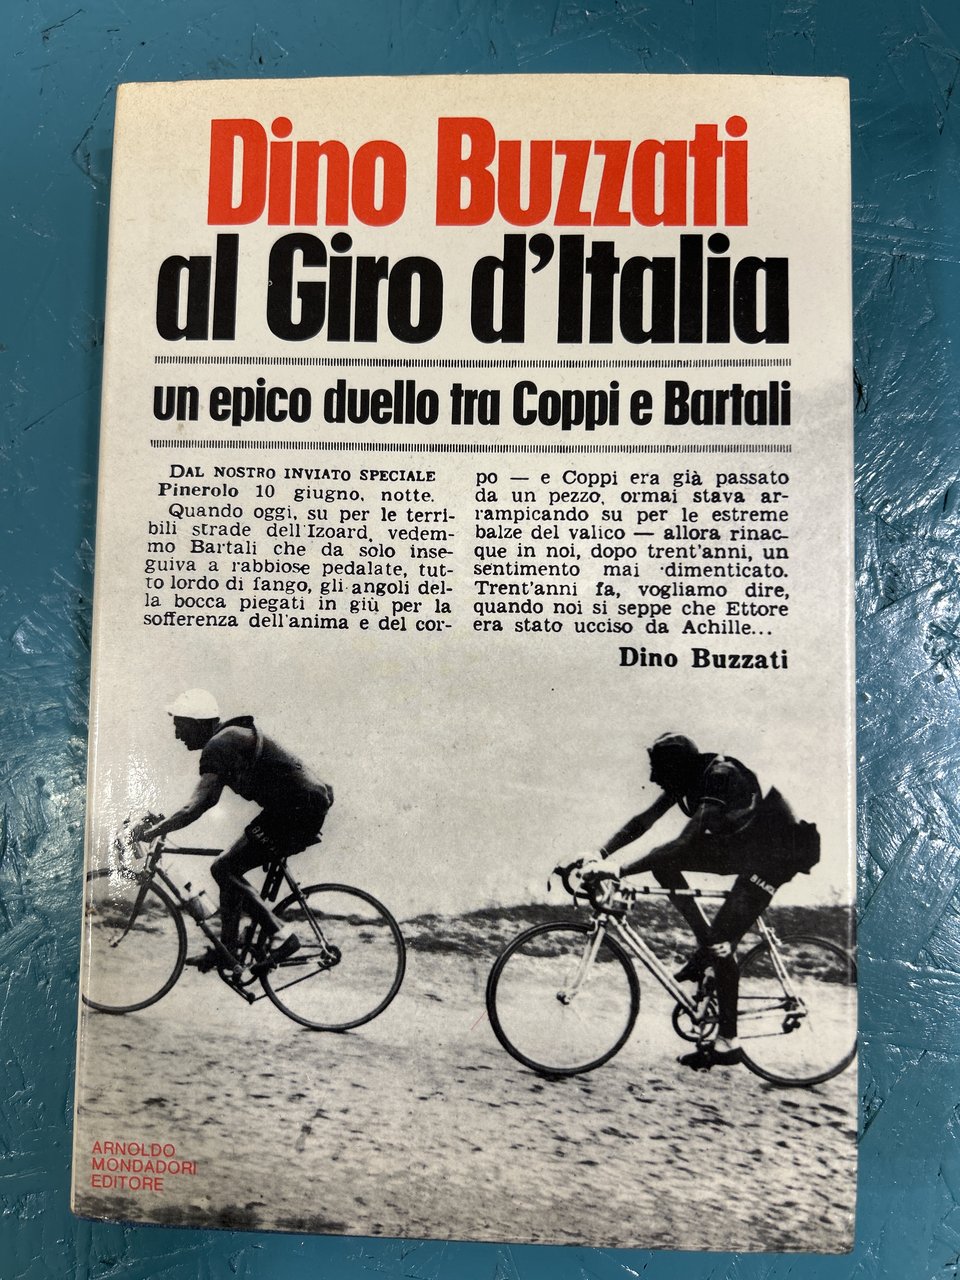 Dino Buzzati
al Giro d'Italia
un epico duello tra Coppi e Bartali
DAL NOSTRO INVIATO SPECIALE
Pinerolo 10 giugno, notte.
Quando oggi, su per le terri-
bili strade dell'Izoard, vedem-
mo Bartali che da solo inse-
guiva a rabbiose pedalate, tut-
to lordo di fango, gli angoli del-
la bocca piegati in giù per la
sofferenza dell'anima e del cor-
po — e Coppi era già passato
da un pezzo, ormai stava ar-
rampicando su per le estreme
balze del valico — allora rinac-
que in noi, dopo trent'anni, un
sentimento mai dimenticato.
Trent'anni fa, vogliamo dire,
quando noi si seppe che Ettore
era stato ucciso da Achille...
Dino Buzzati
BIANCHI
ARNOLDO
MONDADORI
EDITORE